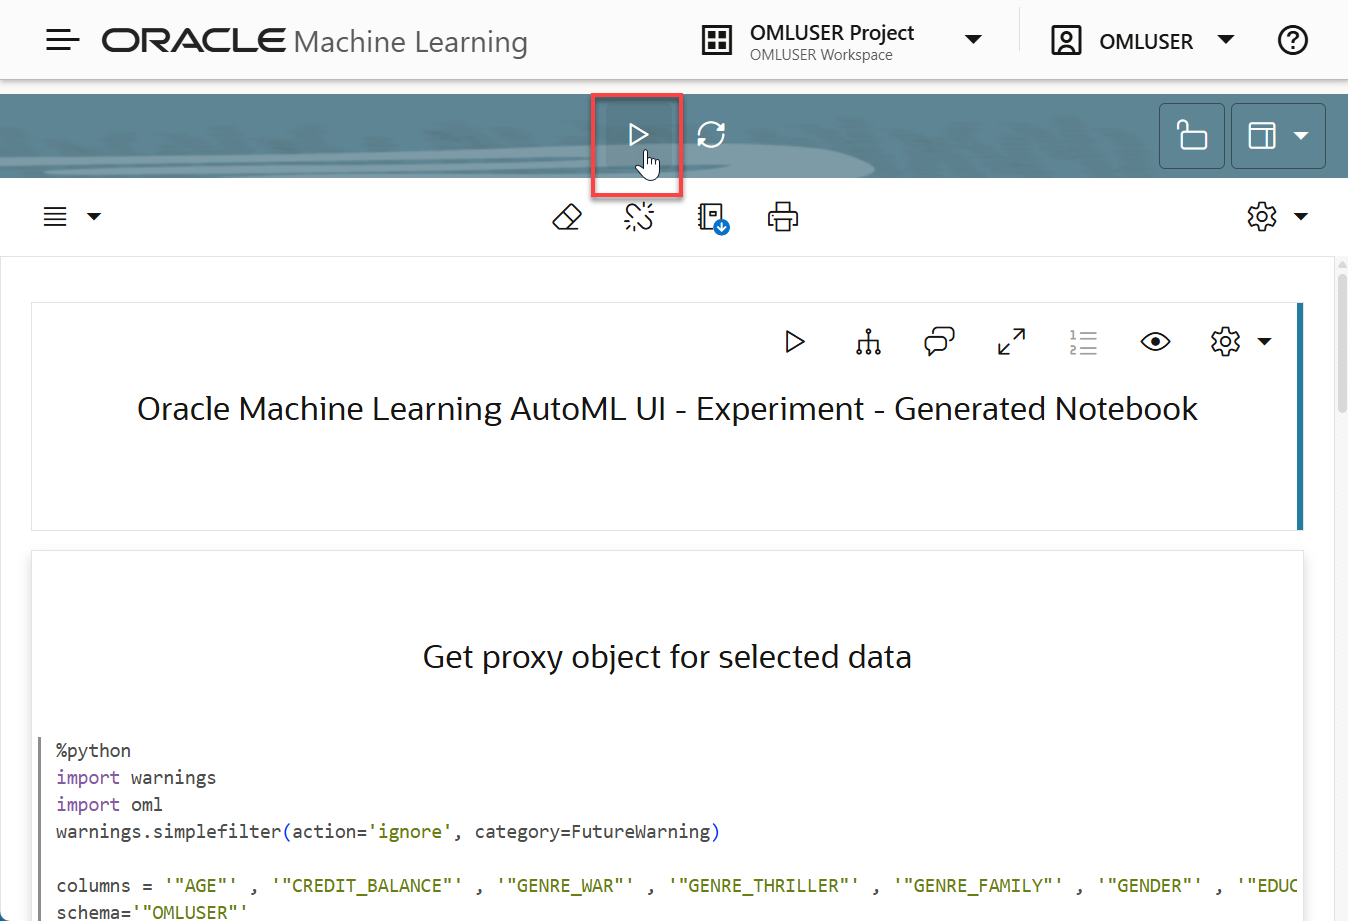 ORACLE Machine Learning
OMLUSER Project
OMLUSER Workspace
OMLUSER
Oracle Machine Learning AutoML UI - Experiment - Generated Notebook
Get proxy object for selected data
%python
import warnings
import oml
warnings.simplefilter(action='ignore', category=FutureWarning)
columns = '"AGE"' , '"CREDIT_BALANCE"' , '"GENRE_WAR"' , '"GENRE_THRILLER"' , '"GENRE_FAMILY"' , '"GENDER"' , '"EDUC
schema='"OMLUSER"'